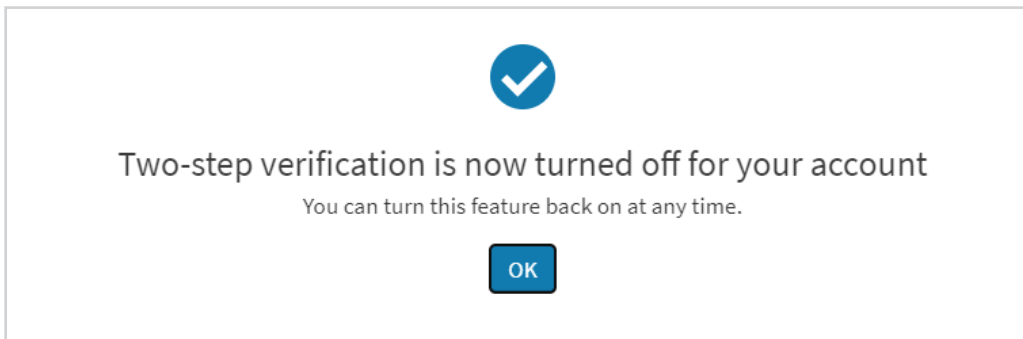 Two-step verification is now turned off for your account
You can turn this feature back on at any time.
OK